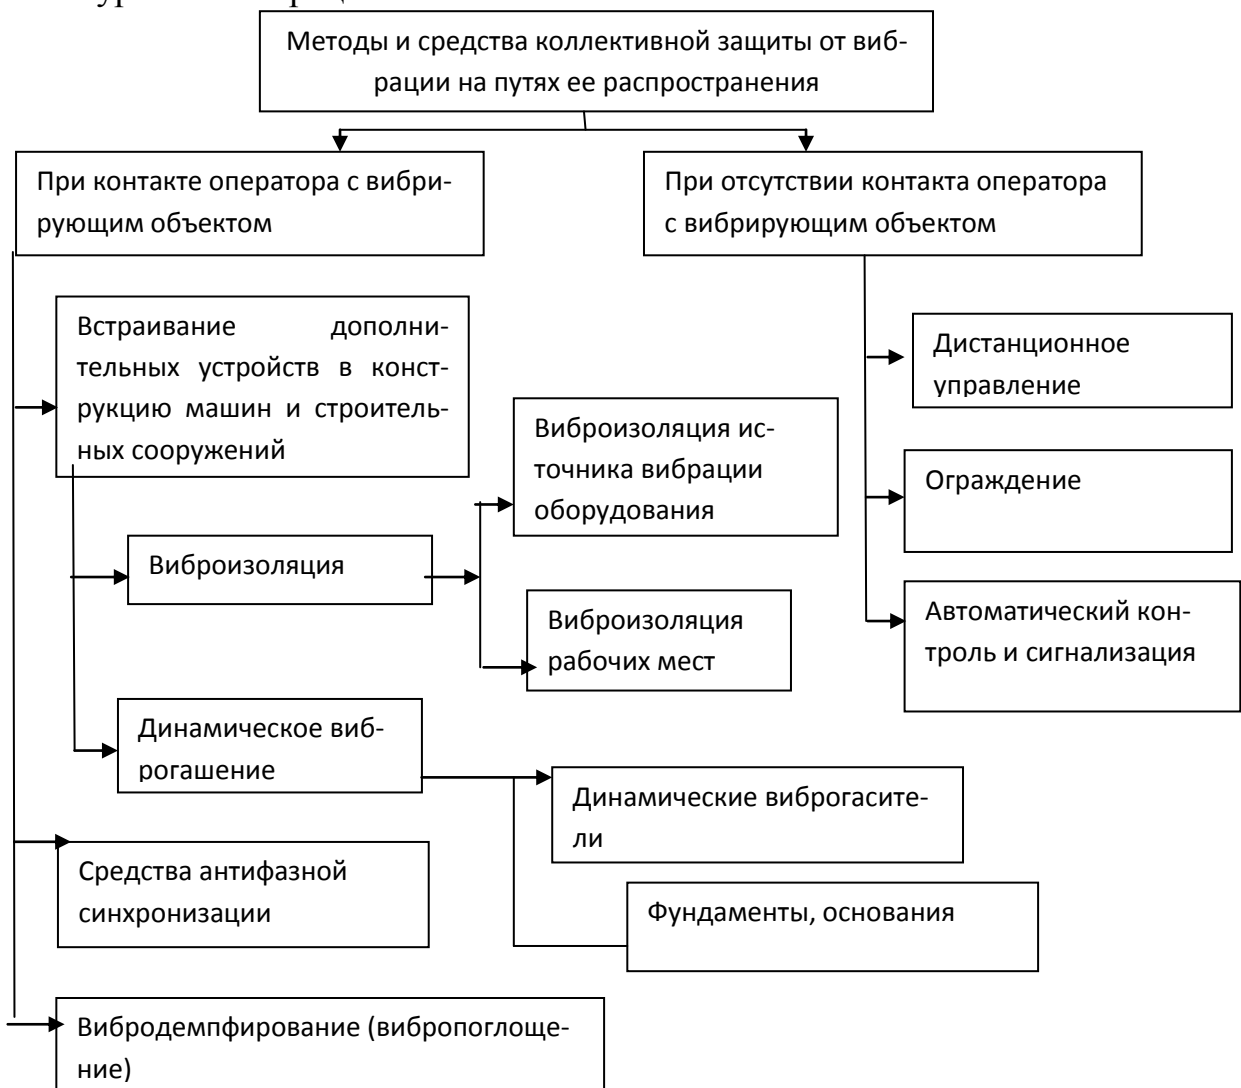 Методы и средства коллективной защиты от виб-
рации на путях ее распространения
При контакте оператора с вибри-
рующим объектом
При отсутствии контакта оператора
с вибрирующим объектом
Встраивание дополни-
тельных устройств в конст-
рукцию машин и строитель-
ных сооружений
Дистанционное
управление
Виброизоляция ис-
точника вибрации
оборудования
Ограждение
Виброизоляция
Автоматический кон-
троль и сигнализация
Виброизоляция
рабочих мест
Динамическое виб-
рогашение
Динамические виброгасите-
ли
Средства антифазной
синхронизации
Фундаменты, основания
Вибродемпфирование (вибропоглоще-
ние)